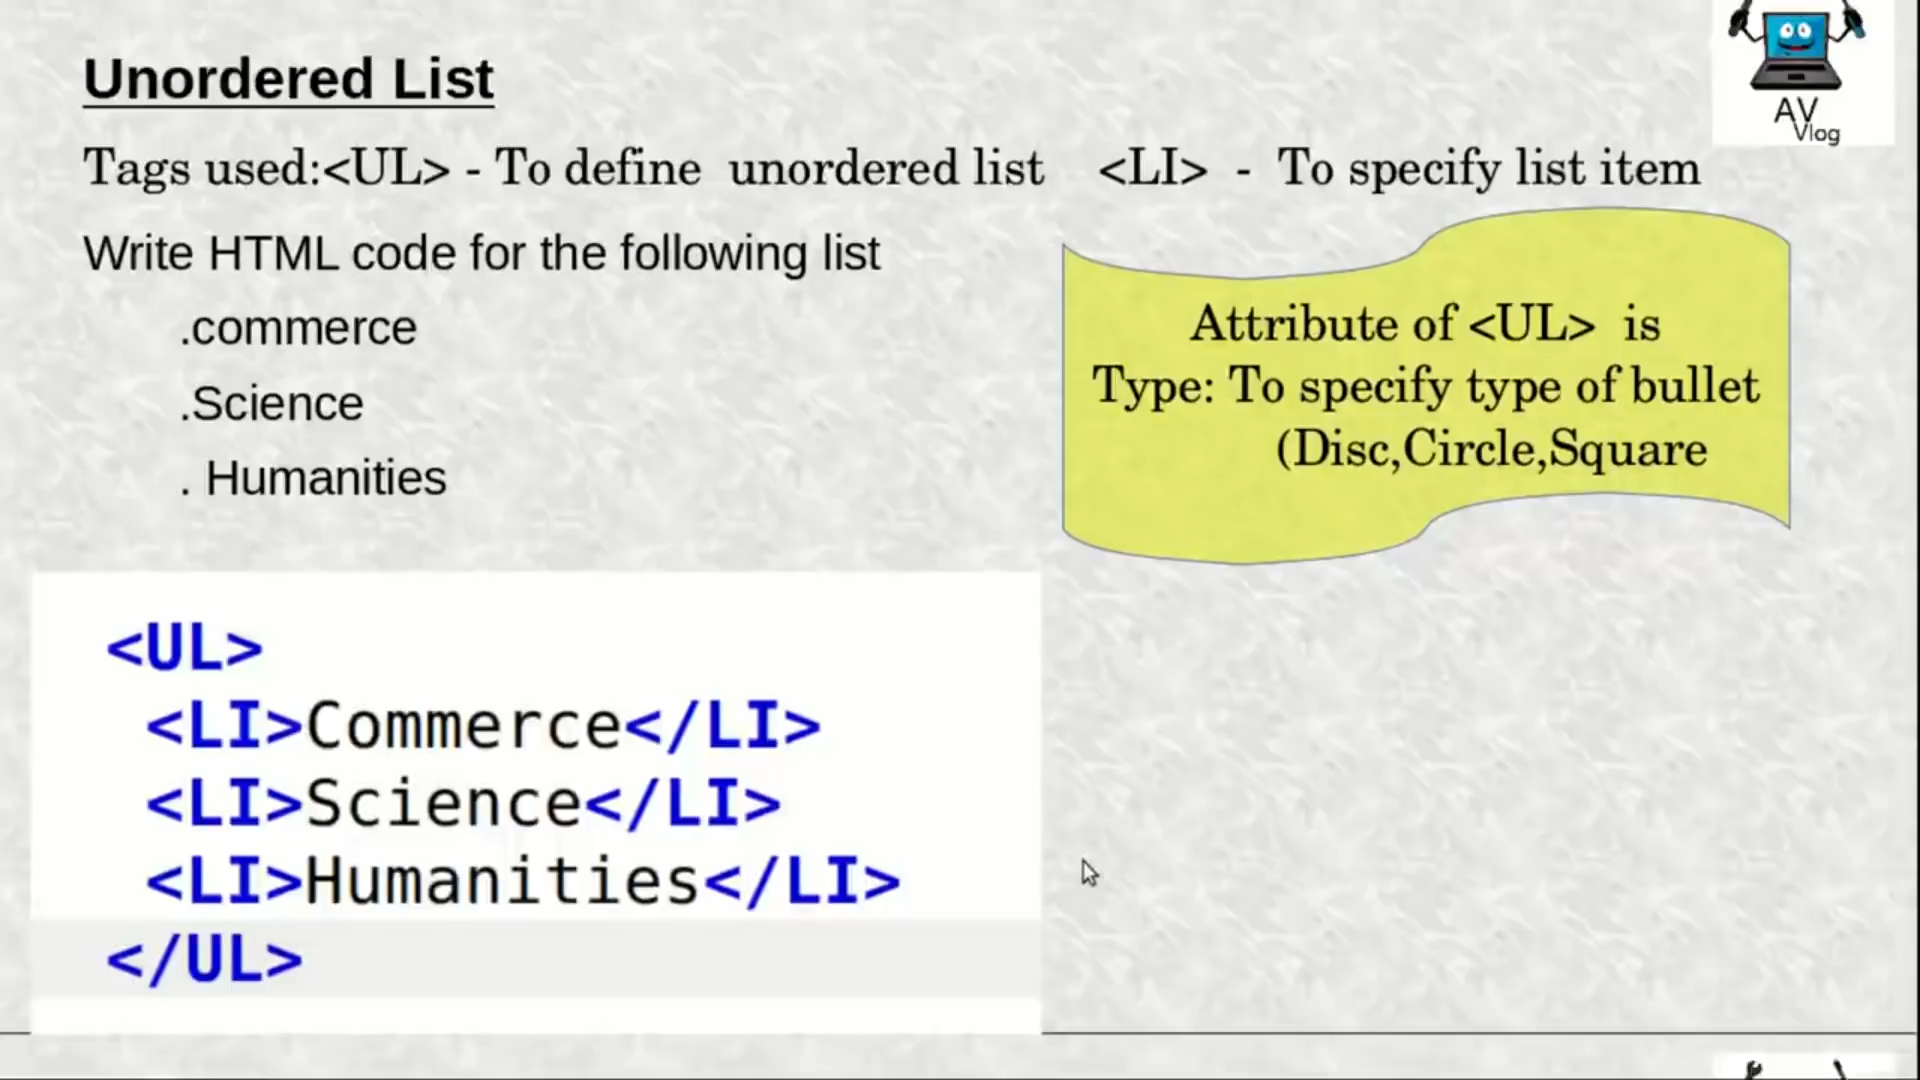 Unordered List
Tags used:<UL> - To define unordered list <LI> - To specify list item
Write HTML code for the following list
.commerce
.Science
. Humanities
Attribute of <UL> is
Type: To specify type of bullet
(Disc,Circle,Square
<UL>
<LI>Commerce</LI>
<LI>Science</LI>
<LI>Humanities</LI>
</UL>
AV
Vlog